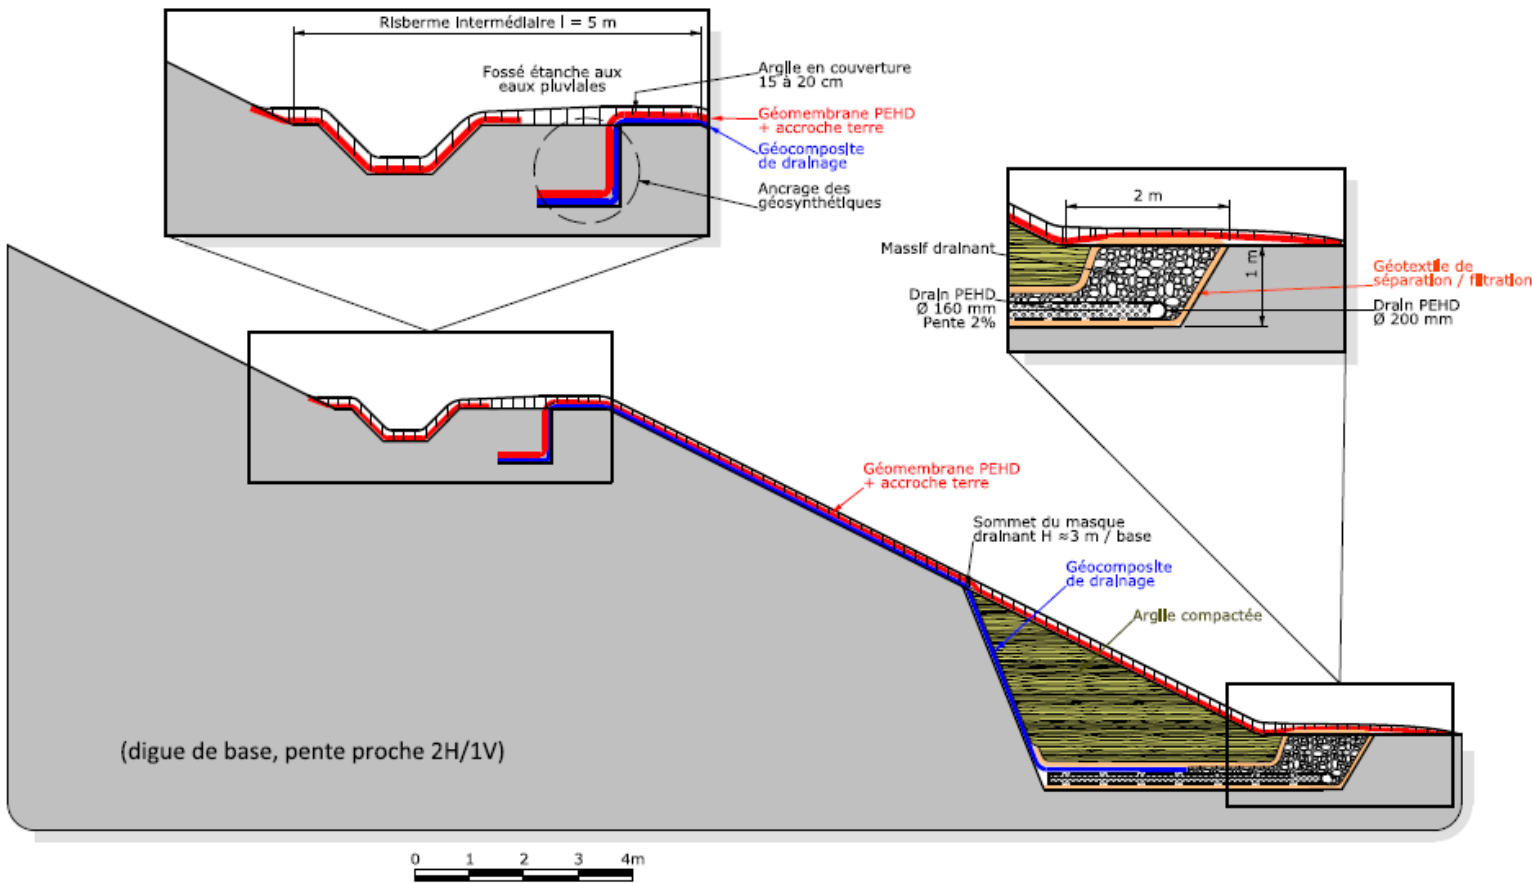 Risberme intermédiaire l = 5 m
Fossé étanche aux
eaux pluviales
Argile en couverture
15 à 20 cm
Géomembrane PEHD
+ accroche terre
Géocomposite
de drainage
Ancrage des
géosynthétiques
2 m
Massif drainant
1 m
Géotextile de
séparation / filtration
Drain PEHD
Ø 160 mm
Pente 2%
Drain PEHD
Ø 200 mm
Géomembrane PEHD
+ accroche terre
Sommet du masque
drainant H ≈3 m / base
Géocomposite
de drainage
Argile compactée
(digue de base, pente proche 2H/1V)
0 1 2 3 4m